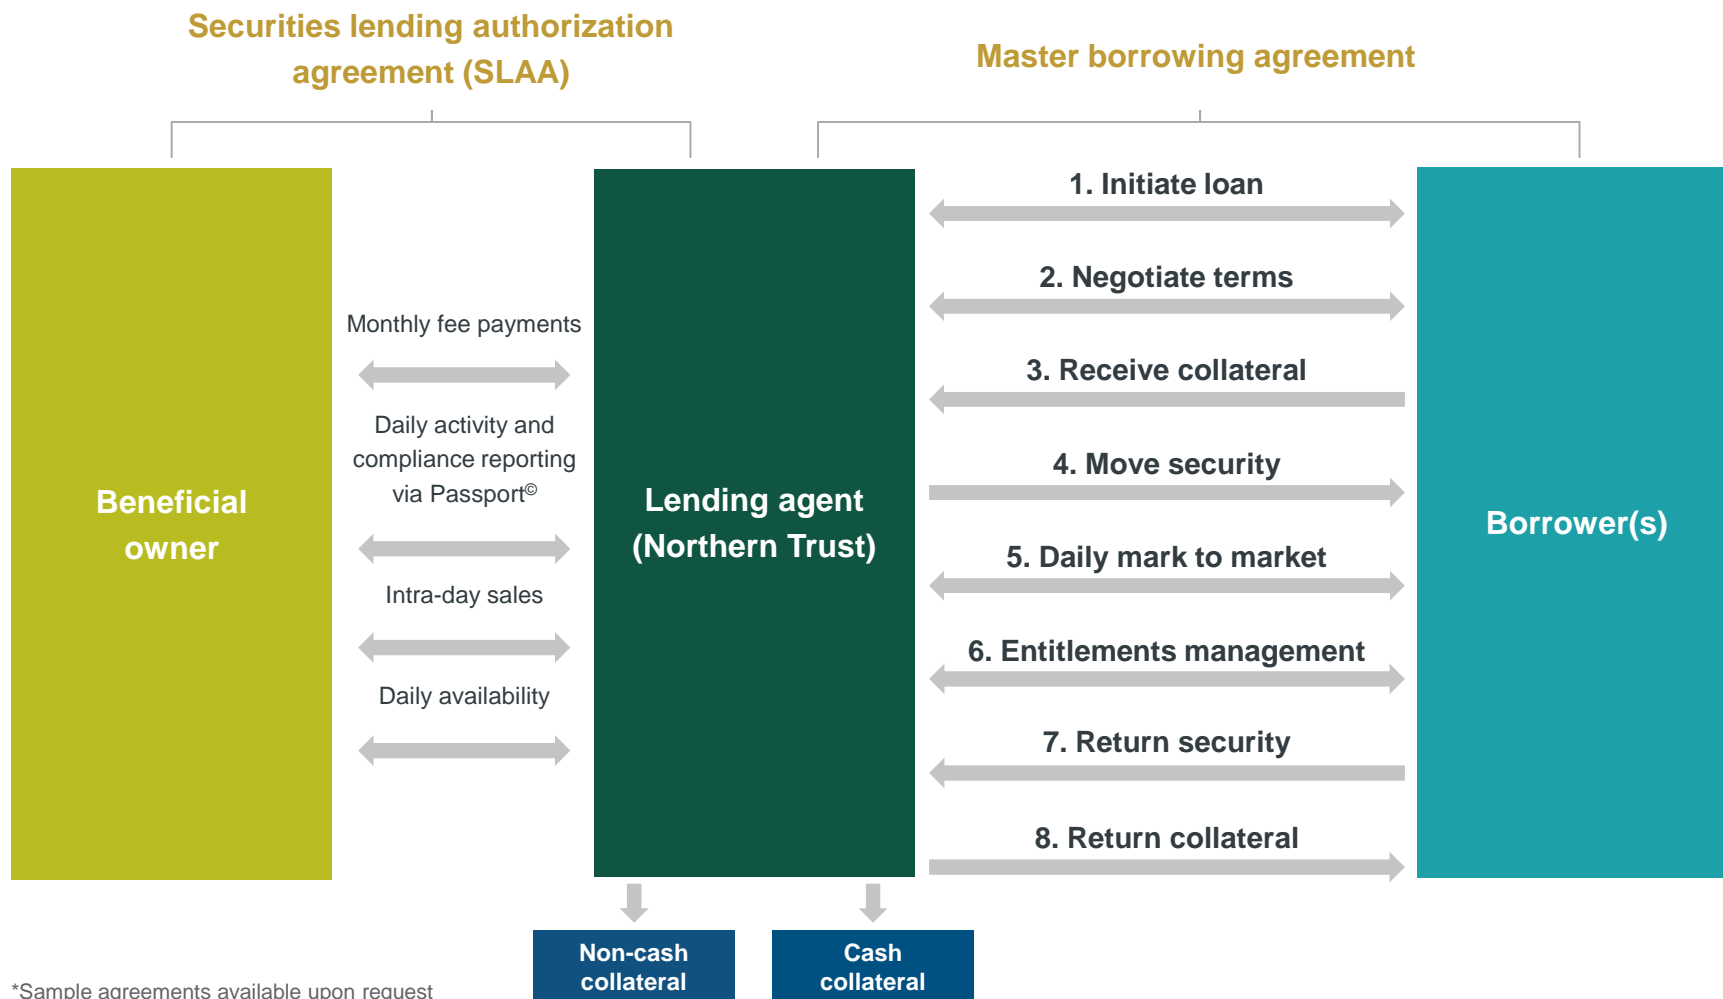 Securities lending authorization
agreement (SLAA)
Master borrowing agreement
Beneficial
owner
Monthly fee payments
Daily activity and
compliance reporting
via Passport©
Intra-day sales
Daily availability
Lending agent
(Northern Trust)
1. Initiate loan
2. Negotiate terms
3. Receive collateral
4. Move security
5. Daily mark to market
6. Entitlements management
7. Return security
8. Return collateral
Borrower(s)
Non-cash
collateral
Cash
collateral
*Sample agreements available upon request